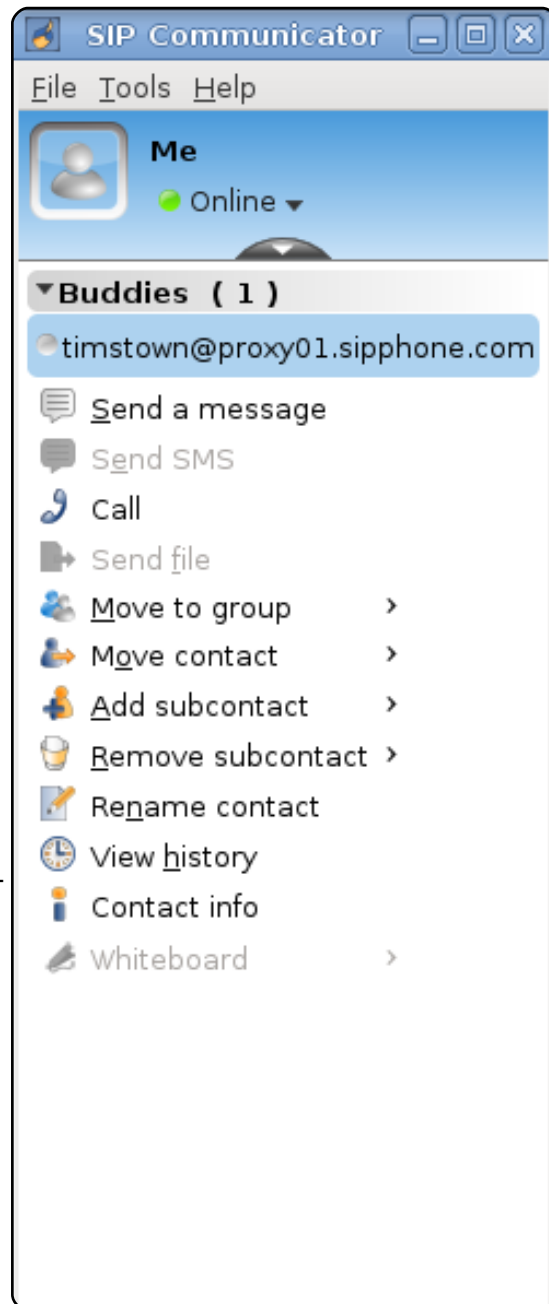 SIP Communicator
File Tools Help
Me
Online
Buddies ( 1 )
timstown@proxy01.sipphone.com
Send a message
Send SMS
Call
Send file
Move to group
Move contact
Add subcontact
Remove subcontact
Rename contact
View history
Contact info
Whiteboard